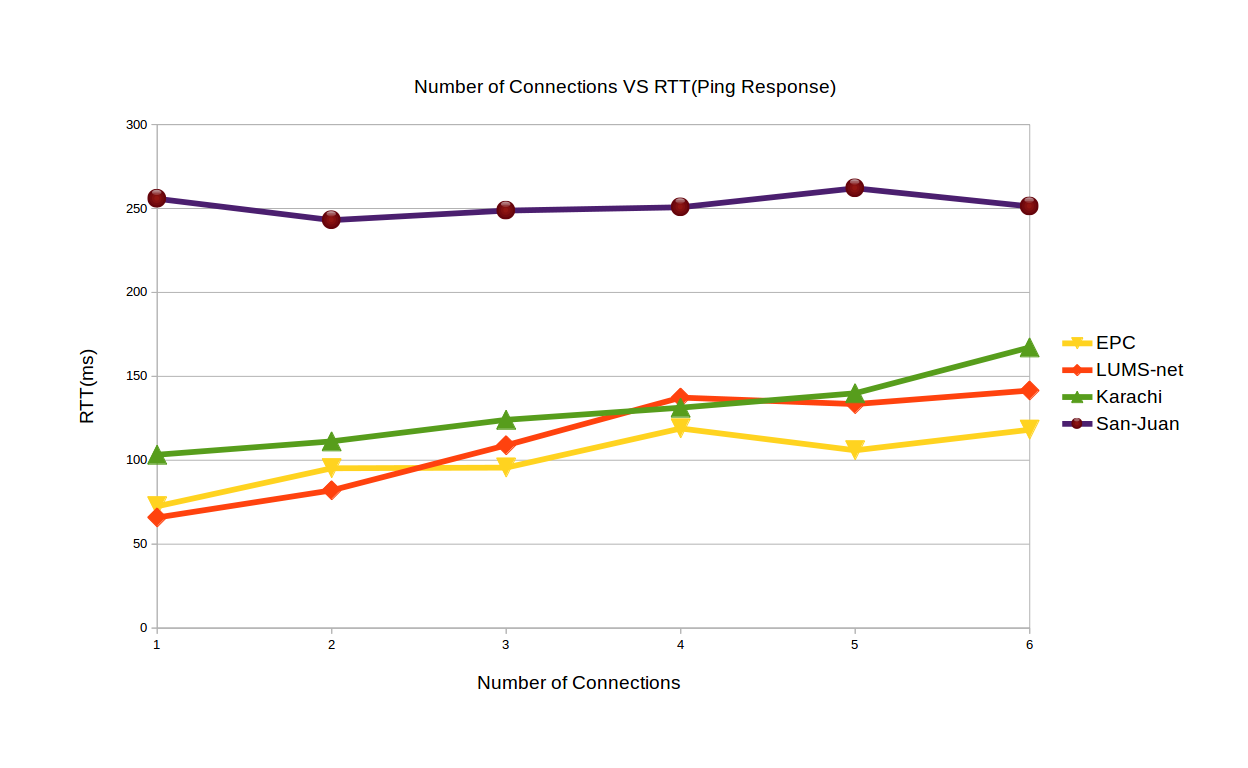 Number of Connections VS RTT(Ping Response)
300
250
200
150
100
50
0
RTT(ms)
1 2 3 4 5 6
Number of Connections
EPC
LUMS-net
Karachi
San-Juan